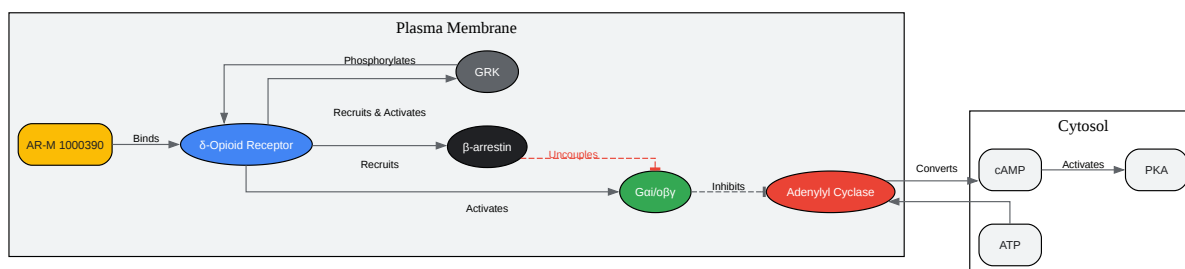 Plasma Membrane
Phosphorylates
GRK
Recruits & Activates
AR-M 1000390
Binds
δ-Opioid Receptor
β-arrestin
Recruits
Uncouples
Activates
Gαi/oβγ
Inhibits
Adenylyl Cyclase
Converts
Cytosol
cAMP
Activates
PKA
ATP